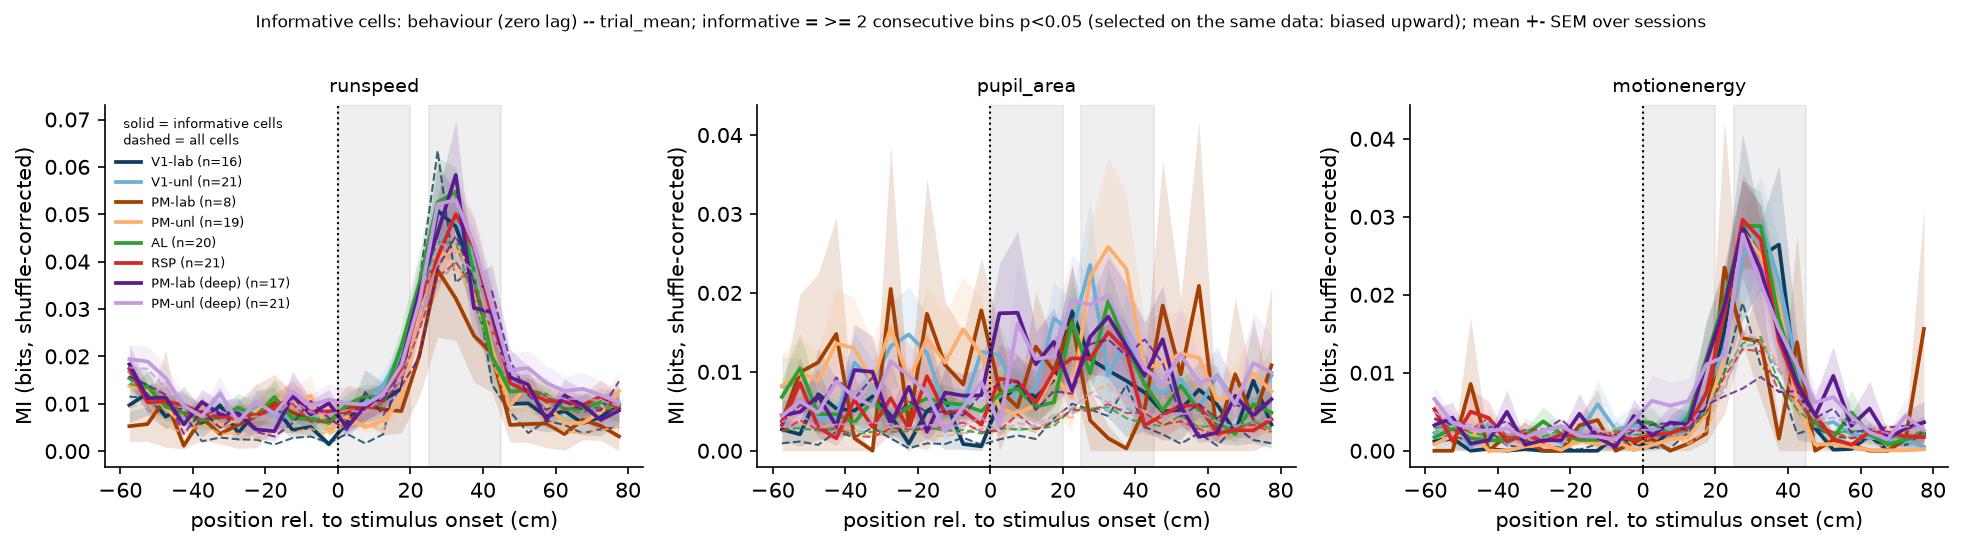 Informative cells: behaviour (zero lag) -- trial_mean; informative = >= 2 consecutive bins p<0.05 (selected on the same data: biased upward); mean +- SEM over sessions
runspeed
MI (bits, shuffle-corrected)
0.07
0.06
0.05
0.04
0.03
0.02
0.01
0.00
solid = informative cells
dashed = all cells
V1-lab (n=16)
V1-unl (n=21)
PM-lab (n=8)
PM-unl (n=19)
AL (n=20)
RSP (n=21)
PM-lab (deep) (n=17)
PM-unl (deep) (n=21)
−60 −40 −20 0 20 40 60 80
position rel. to stimulus onset (cm)
pupil_area
MI (bits, shuffle-corrected)
0.04
0.03
0.02
0.01
0.00
−60 −40 −20 0 20 40 60 80
position rel. to stimulus onset (cm)
motionenergy
MI (bits, shuffle-corrected)
0.04
0.03
0.02
0.01
0.00
−60 −40 −20 0 20 40 60 80
position rel. to stimulus onset (cm)